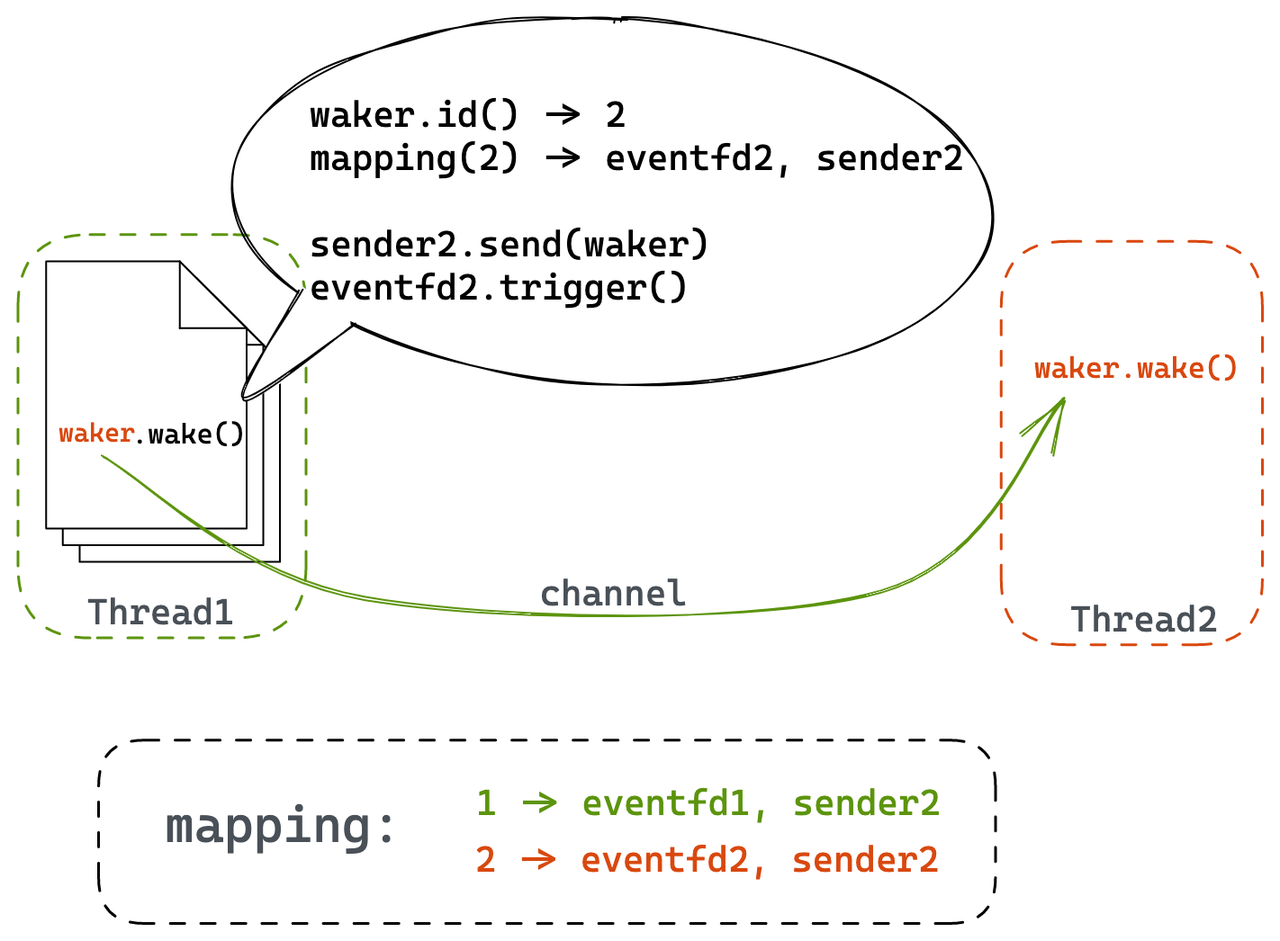 waker.id() -> 2
mapping(2) -> eventfd2, sender2
sender2.send(waker)
eventfd2.trigger()
waker.wake()
waker.wake()
channel
Thread1
Thread2
mapping:
1 -> eventfd1, sender2
2 -> eventfd2, sender2